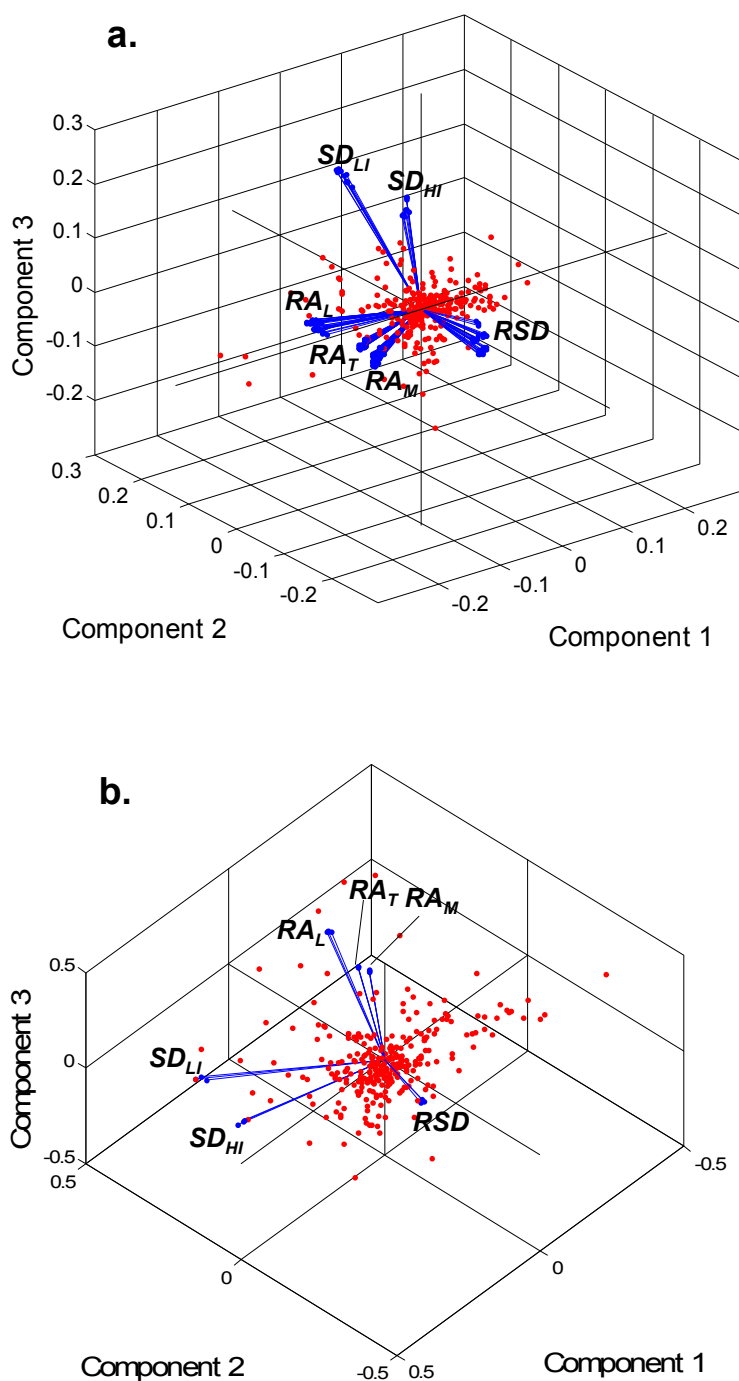 a.
0.3
0.2
0.1
0
-0.1
-0.2
0.3
Component 3
SD_LI
SD_HI
RA_L
RA_T
RA_M
RSD
0.2
0.1
0
-0.1
-0.2
Component 2
-0.2
-0.1
0
0.1
0.2
Component 1
b.
RA_T RA_M
RA_L
0.5
0
-0.5
Component 3
SD_LI
SD_HI
RSD
0.5
0
-0.5
Component 2
0.5
0
-0.5
Component 1